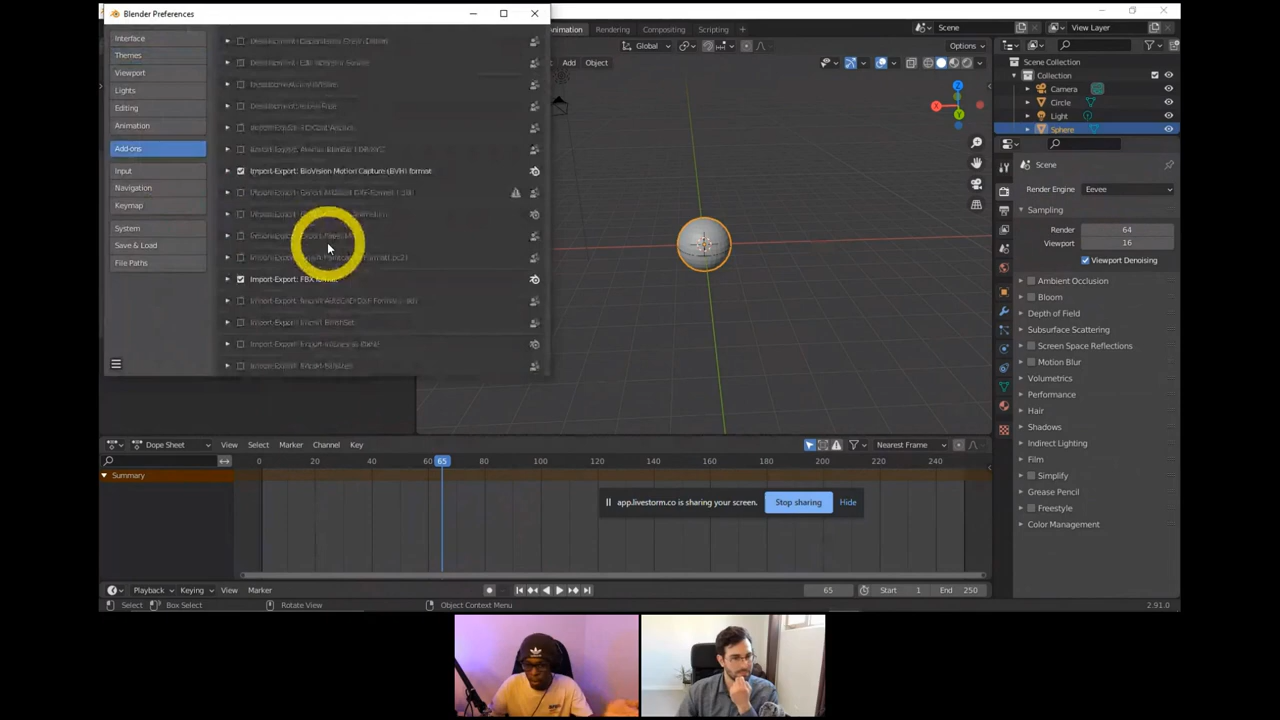 Blender Preferences
Interface
Themes
Viewport
Lights
Editing
Animation
Add-ons
Input
Navigation
Keymap
System
Save & Load
File Paths
Import-Export: BioVision Motion Capture (BVH) format
Import-Export: FBX format
Animation
Rendering
Compositing
Scripting
Scene
View Layer
Global
Options
Add
Object
X
Z
Y
Scene Collection
Collection
Camera
Circle
Light
Sphere
Scene
Render Engine
Eevee
Sampling
Render
64
Viewport
16
Viewport Denoising
Ambient Occlusion
Bloom
Depth of Field
Subsurface Scattering
Screen Space Reflections
Motion Blur
Volumetrics
Performance
Hair
Shadows
Indirect Lighting
Film
Simplify
Grease Pencil
Freestyle
Color Management
Dope Sheet
View
Select
Marker
Channel
Key
Nearest Frame
0
20
40
60
65
80
100
120
140
160
180
200
220
240
Summary
app.livestorm.co is sharing your screen.
Stop sharing
Hide
Playback
Keying
View
Marker
65
Start
1
End
250
Select
Box Select
Rotate View
Object Context Menu
2.91.0